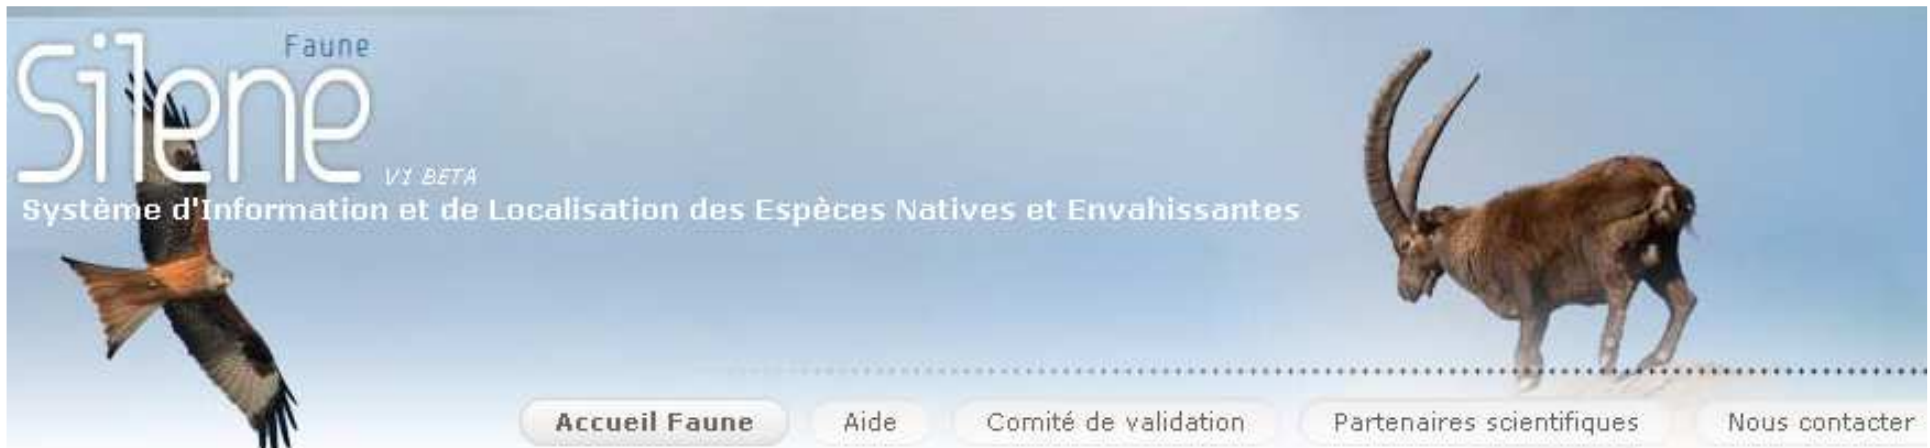 Faune
Silene
V1 BETA
Système d'Information et de Localisation des Espèces Natives et Envahissantes
Accueil Faune Aide Comité de validation Partenaires scientifiques Nous contacter